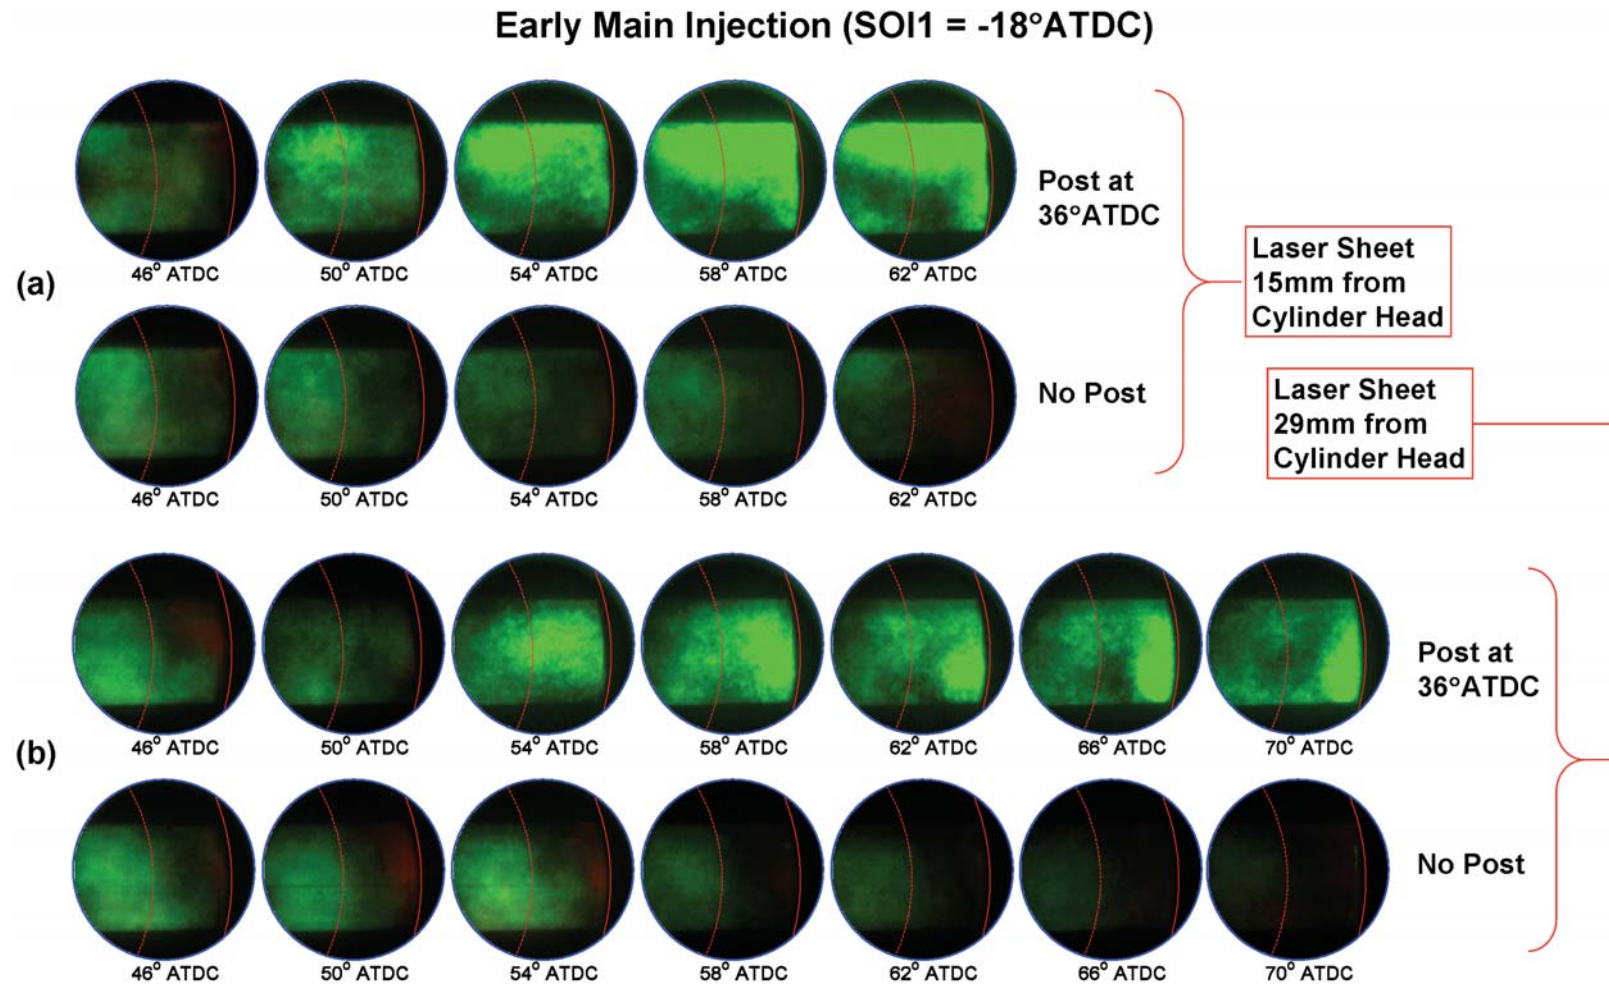 Early Main Injection (SOI1 = -18°ATDC)
46° ATDC 50° ATDC 54° ATDC 58° ATDC 62° ATDC
Post at
36°ATDC
(a)
46° ATDC 50° ATDC 54° ATDC 58° ATDC 62° ATDC
No Post
Laser Sheet
15mm from
Cylinder Head
Laser Sheet
29mm from
Cylinder Head
46° ATDC 50° ATDC 54° ATDC 58° ATDC 62° ATDC 66° ATDC 70° ATDC
Post at
36°ATDC
(b)
46° ATDC 50° ATDC 54° ATDC 58° ATDC 62° ATDC 66° ATDC 70° ATDC
No Post